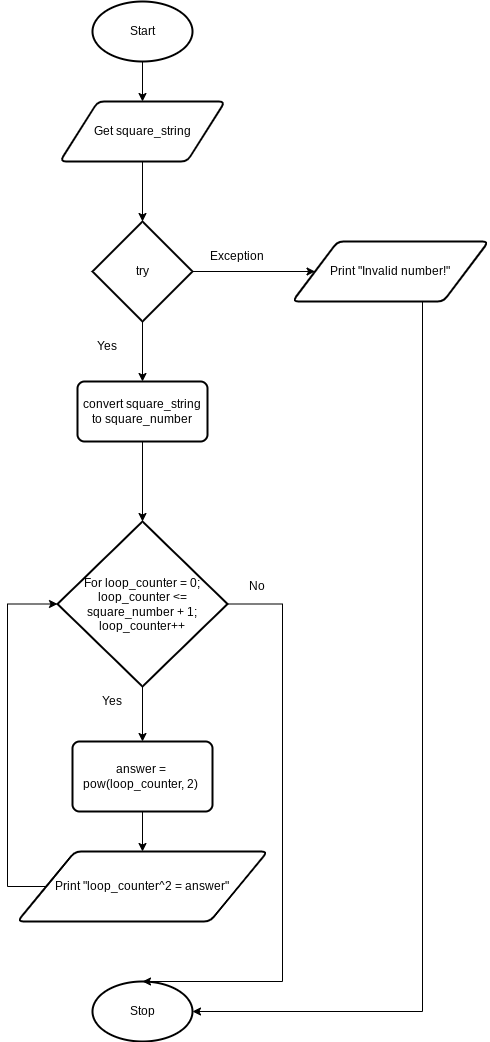 Start
Get square_string
try
Exception
Print "Invalid number!"
Yes
convert square_string
to square_number
For loop_counter = 0;
loop_counter <=
square_number + 1;
loop_counter++
No
Yes
answer =
pow(loop_counter, 2)
Print "loop_counter^2 = answer"
Stop